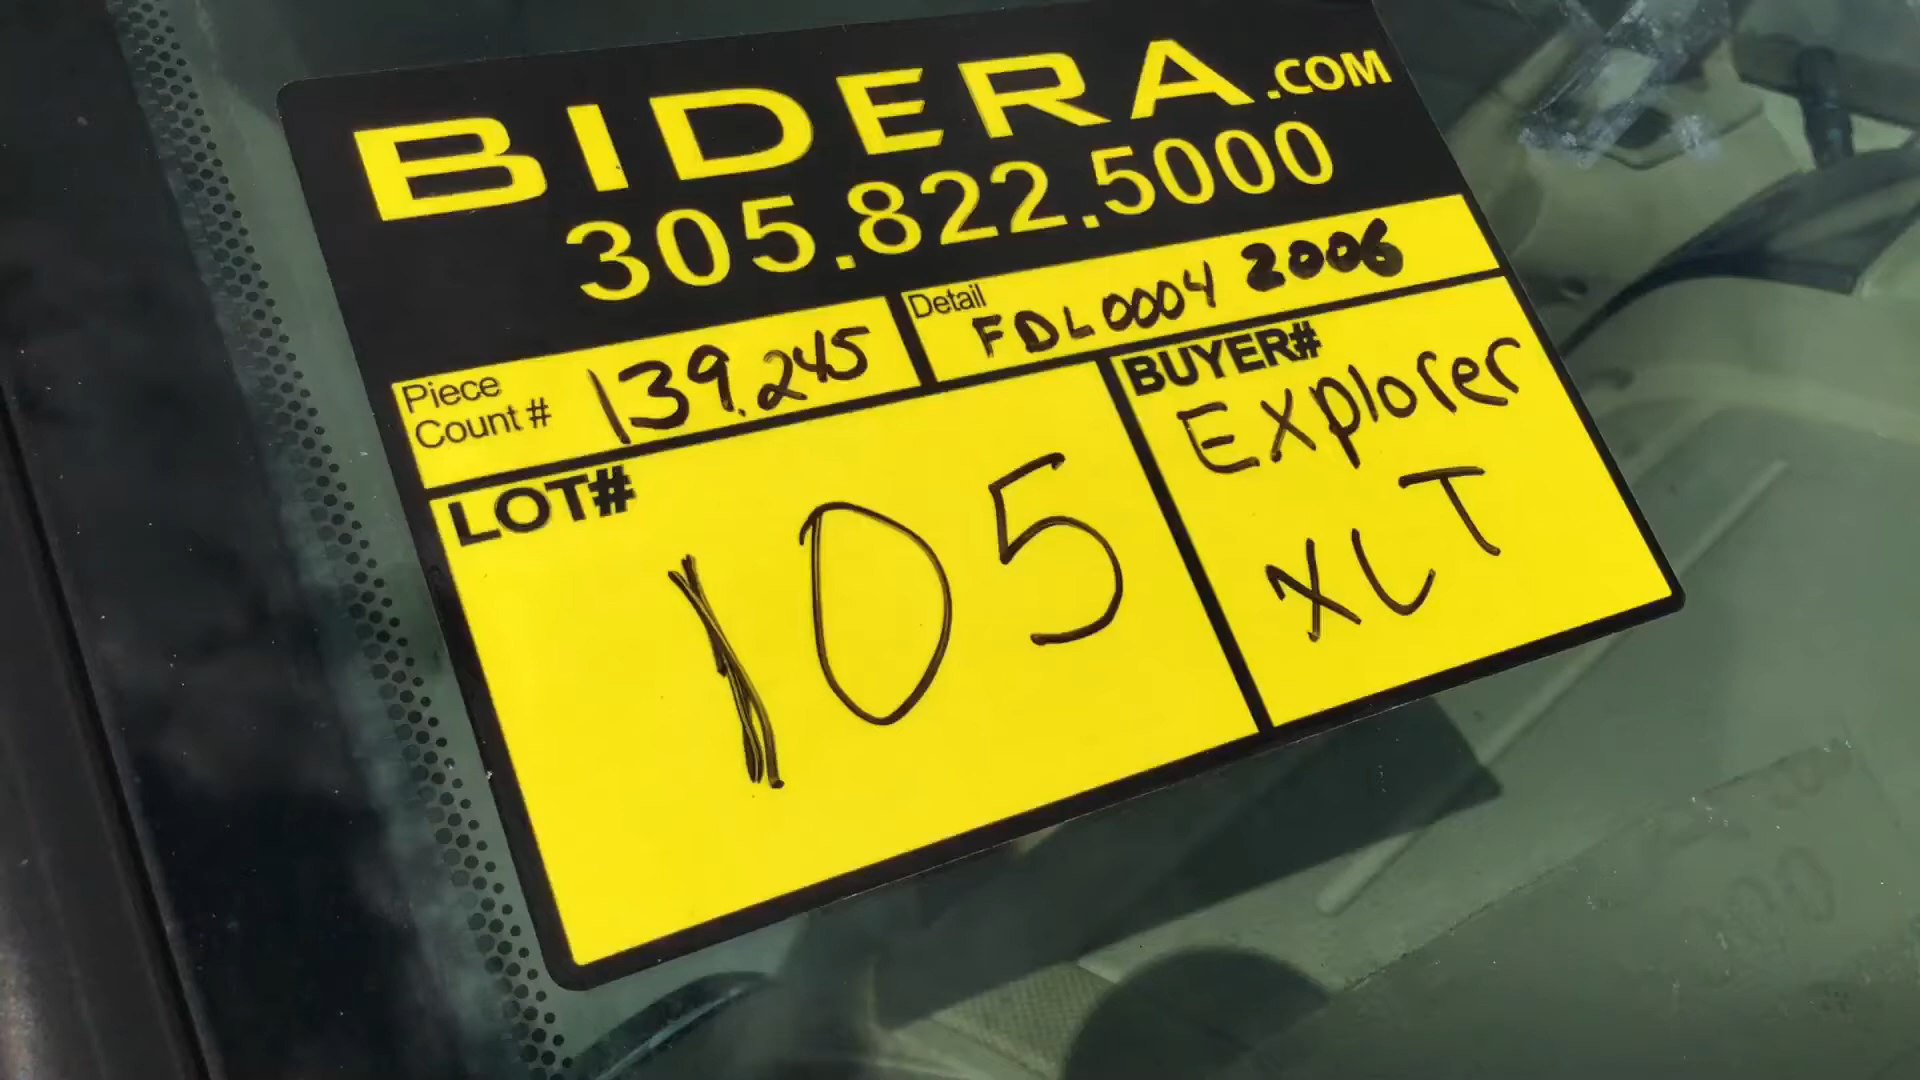 BIDERA.COM
305.822.5000
Piece Count # 139.245
Detail FDL0004 2006
LOT# 105
BUYER# Explorer
XLT